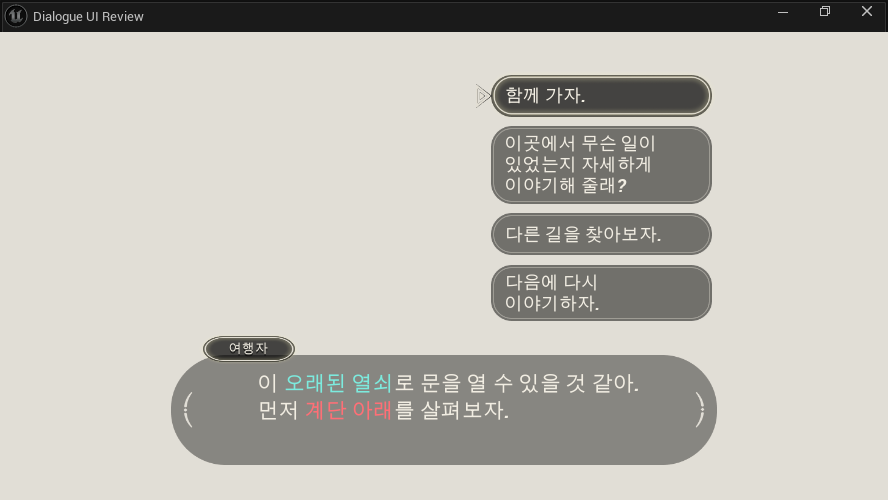 Dialogue UI Review
함께 가자.
이곳에서 무슨 일이
있었는지 자세하게
이야기해 줄래?
다른 길을 찾아보자.
다음에 다시
이야기하자.
여행자
이 오래된 열쇠로 문을 열 수 있을 것 같아.
먼저 계단 아래를 살펴보자.